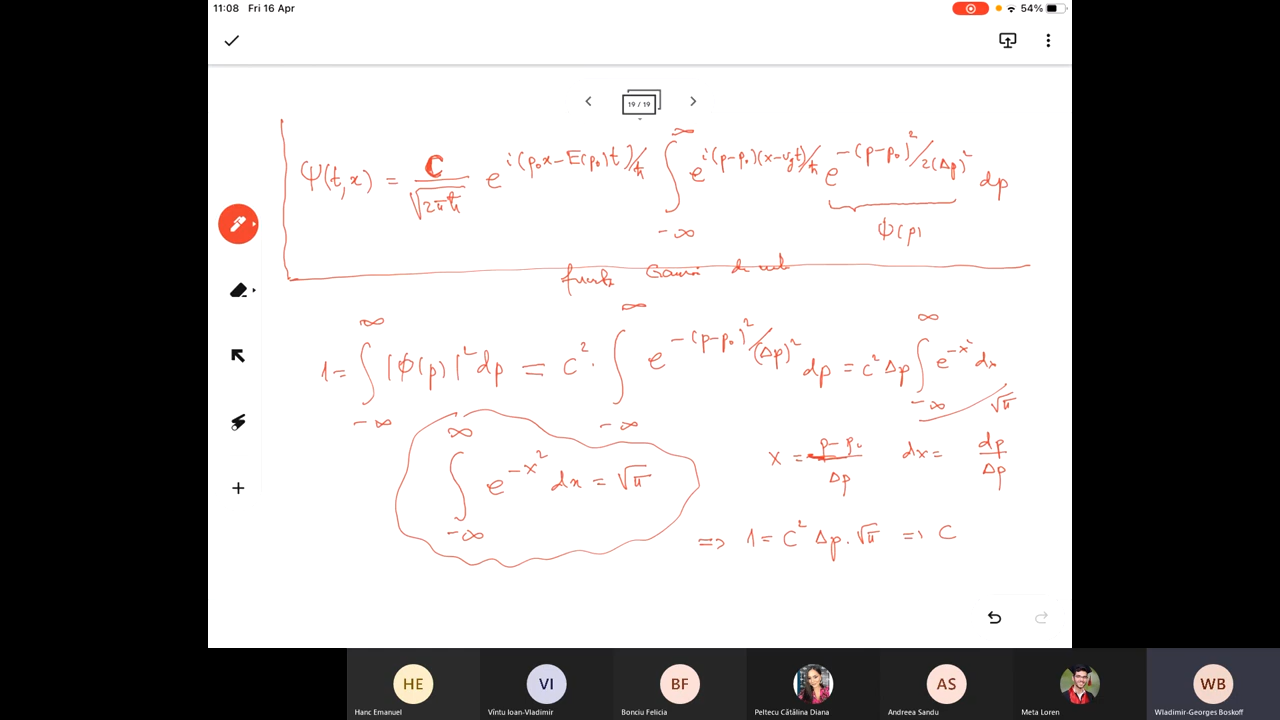 11:08 Fri 16 Apr 54%
19 / 19
Ψ(t,x) = C/√(2πħ) e^{i(p₀x−E(p₀)t)/ħ} ∫_{−∞}^{∞} e^{i(p−p₀)(x−v_g t)/ħ} e^{−(p−p₀)²/2(Δp)²} dp
Φ(p)
1 = ∫_{−∞}^{∞} |Φ(p)|² dp = C² · ∫_{−∞}^{∞} e^{−(p−p₀)²/(Δp)²} dp = C² Δp ∫_{−∞}^{∞} e^{−x²} dx
√π
x = (p−p₀)/Δp dx = dp/Δp
∫_{−∞}^{∞} e^{−x²} dx = √π
=> 1 = C² Δp · √π => C
HE VI BF AS WB
Hanc Emanuel Vîntu Ioan-Vladimir Bonciu Felicia Peltecu Cătălina Diana Andreea Sandu Meta Loren Wladimir-Georges Boskoff